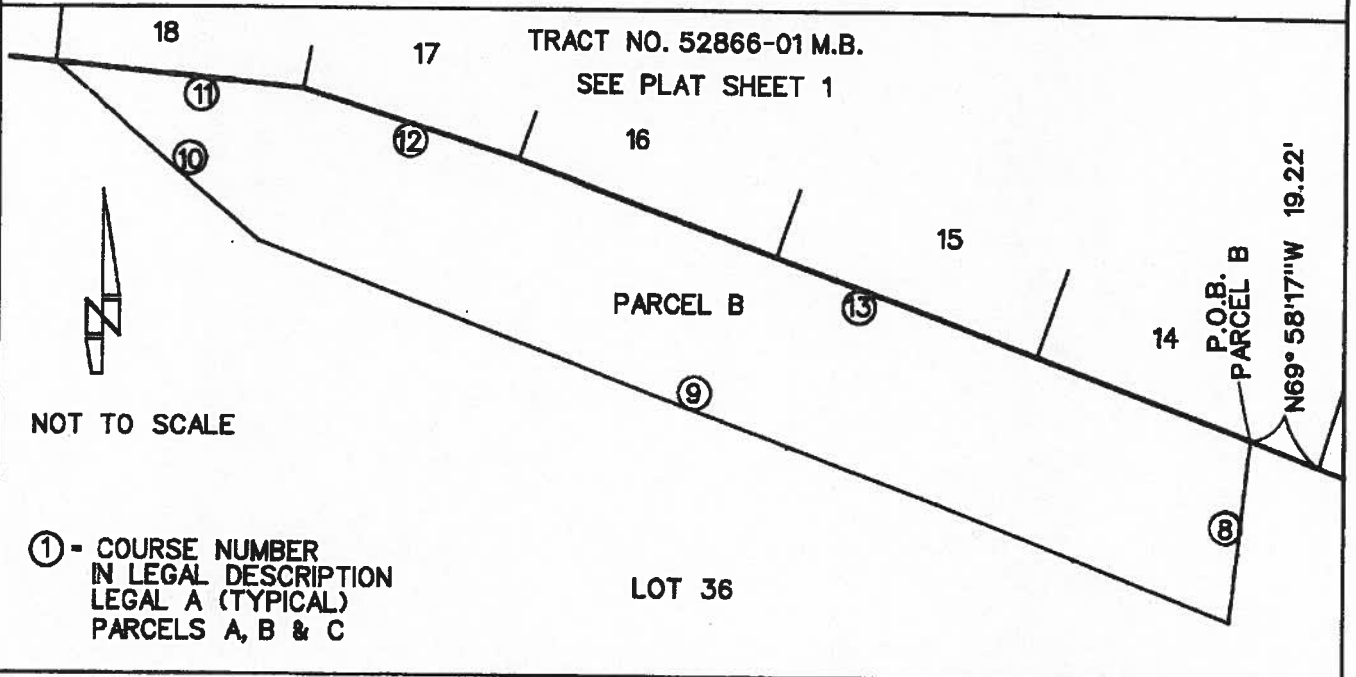 18
17
TRACT NO. 52866-01 M.B.
SEE PLAT SHEET 1
11
12
16
10
15
PARCEL B
13
14
P.O.B.
PARCEL B
N69° 58'17"W 19.22'
N
NOT TO SCALE
9
8
① - COURSE NUMBER
IN LEGAL DESCRIPTION
LEGAL A (TYPICAL)
PARCELS A, B & C
LOT 36